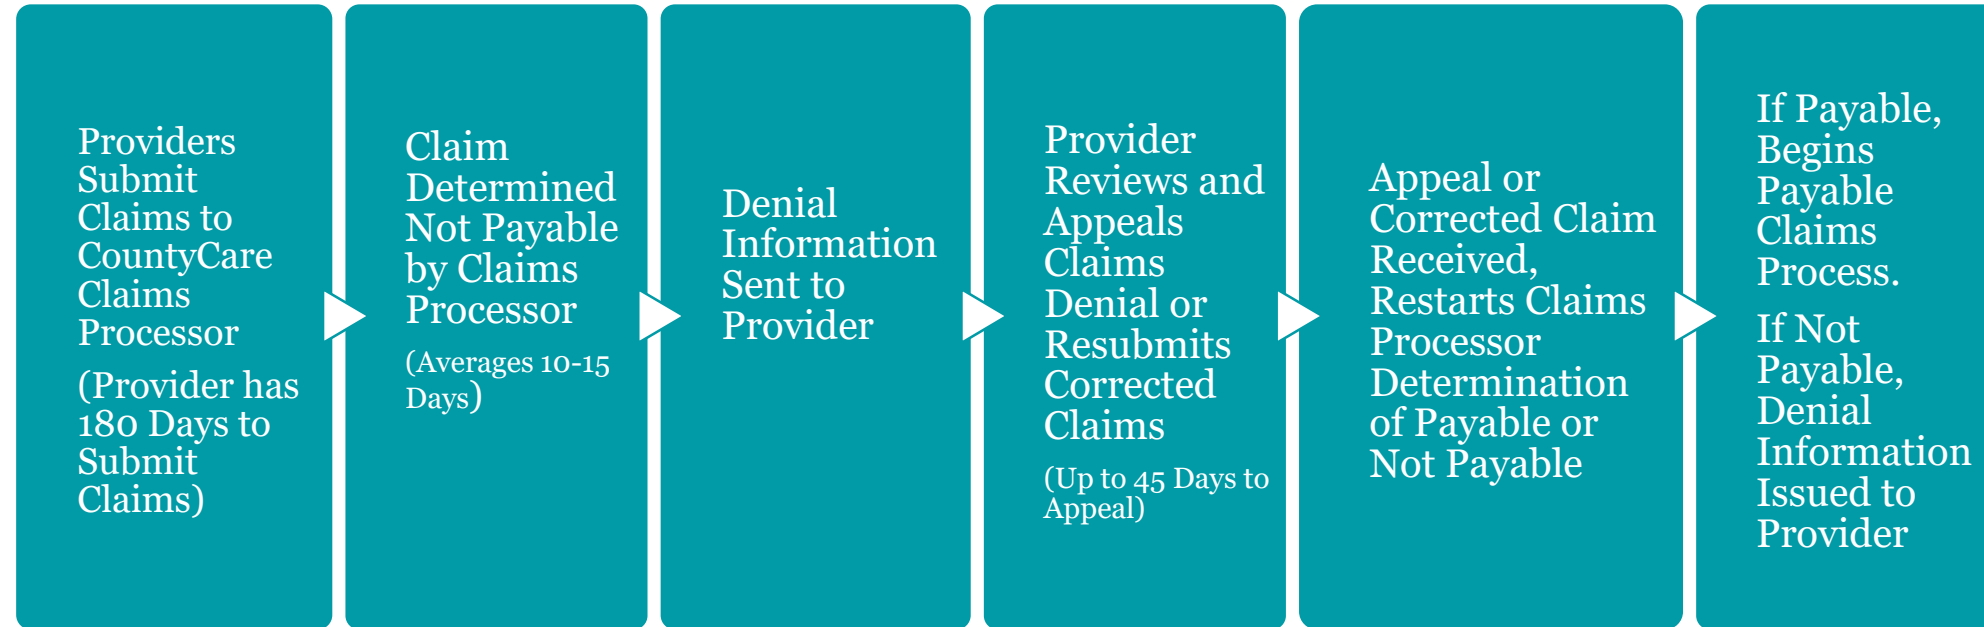 Providers
Submit
Claims to
CountyCare
Claims
Processor
(Provider has
180 Days to
Submit
Claims)
Claim
Determined
Not Payable
by Claims
Processor
(Averages 10-15
Days)
Denial
Information
Sent to
Provider
Provider
Reviews and
Appeals
Claims
Denial or
Resubmits
Corrected
Claims
(Up to 45 Days to
Appeal)
Appeal or
Corrected Claim
Received,
Restarts Claims
Processor
Determination
of Payable or
Not Payable
If Payable,
Begins
Payable
Claims
Process.
If Not
Payable,
Denial
Information
Issued to
Provider